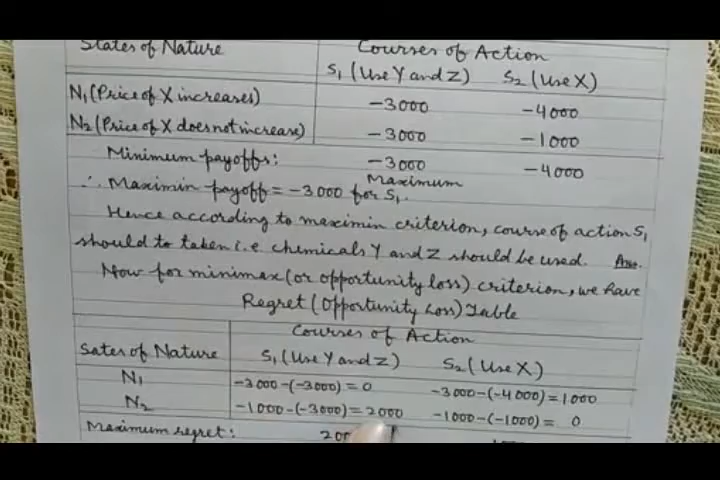 States of Nature Courses of Action
S₁ (Use Y and Z) S₂ (Use X)
N₁ (Price of X increases) -3000 -4000
N₂ (Price of X does not increase) -3000 -1000
Minimum payoffs: -3000 -4000
Maximum
∴ Maximin payoff = -3000 for S₁.
Hence according to maximin criterion, course of action S₁
should to taken i.e. chemicals Y and Z should be used. Ans.
Now for minimax (or opportunity loss) criterion, we have
Regret (Opportunity Loss) Table
Courses of Action
Sates of Nature S₁ (Use Y and Z) S₂ (Use X)
N₁ -3000-(-3000) = 0 -3000-(-4000) = 1000
N₂ -1000-(-3000) = 2000 -1000-(-1000) = 0
Maximum regret: